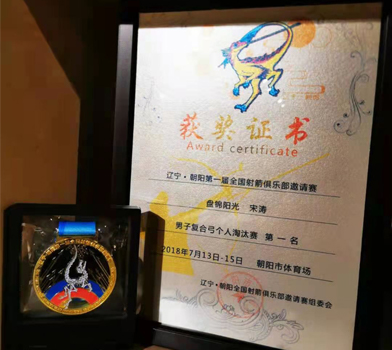 获奖证书
Award certificate
辽宁·朝阳第一届全国射箭俱乐部邀请赛
盘锦阳光 宋涛
男子复合弓个人淘汰赛 第一名
2018年7月13日-15日 朝阳市体育场
辽宁·朝阳全国射箭俱乐部邀请赛组委会